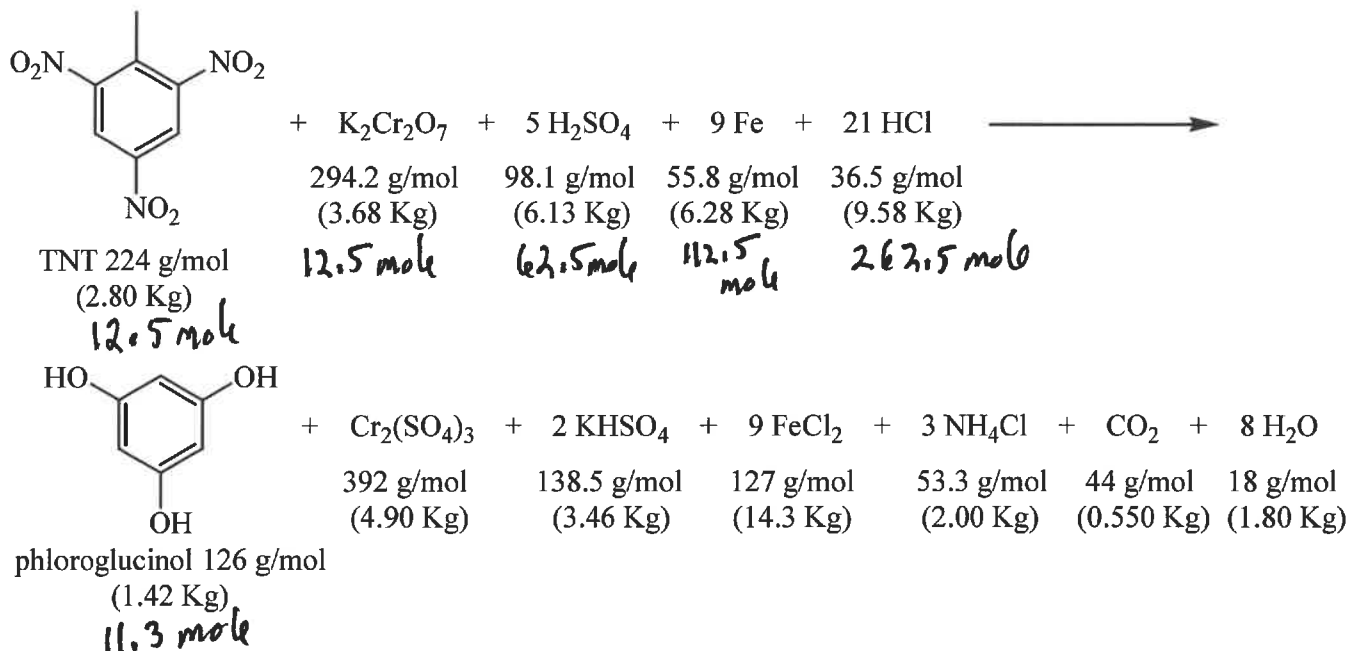 O₂N NO₂
NO₂
+ K₂Cr₂O₇ + 5 H₂SO₄ + 9 Fe + 21 HCl
294.2 g/mol 98.1 g/mol 55.8 g/mol 36.5 g/mol
(3.68 Kg) (6.13 Kg) (6.28 Kg) (9.58 Kg)
12.5 mole 62.5 mole 112.5 mole 262.5 mole
TNT 224 g/mol
(2.80 Kg)
12.5 mole
HO OH
OH
+ Cr₂(SO₄)₃ + 2 KHSO₄ + 9 FeCl₂ + 3 NH₄Cl + CO₂ + 8 H₂O
392 g/mol 138.5 g/mol 127 g/mol 53.3 g/mol 44 g/mol 18 g/mol
(4.90 Kg) (3.46 Kg) (14.3 Kg) (2.00 Kg) (0.550 Kg) (1.80 Kg)
phloroglucinol 126 g/mol
(1.42 Kg)
11.3 mole